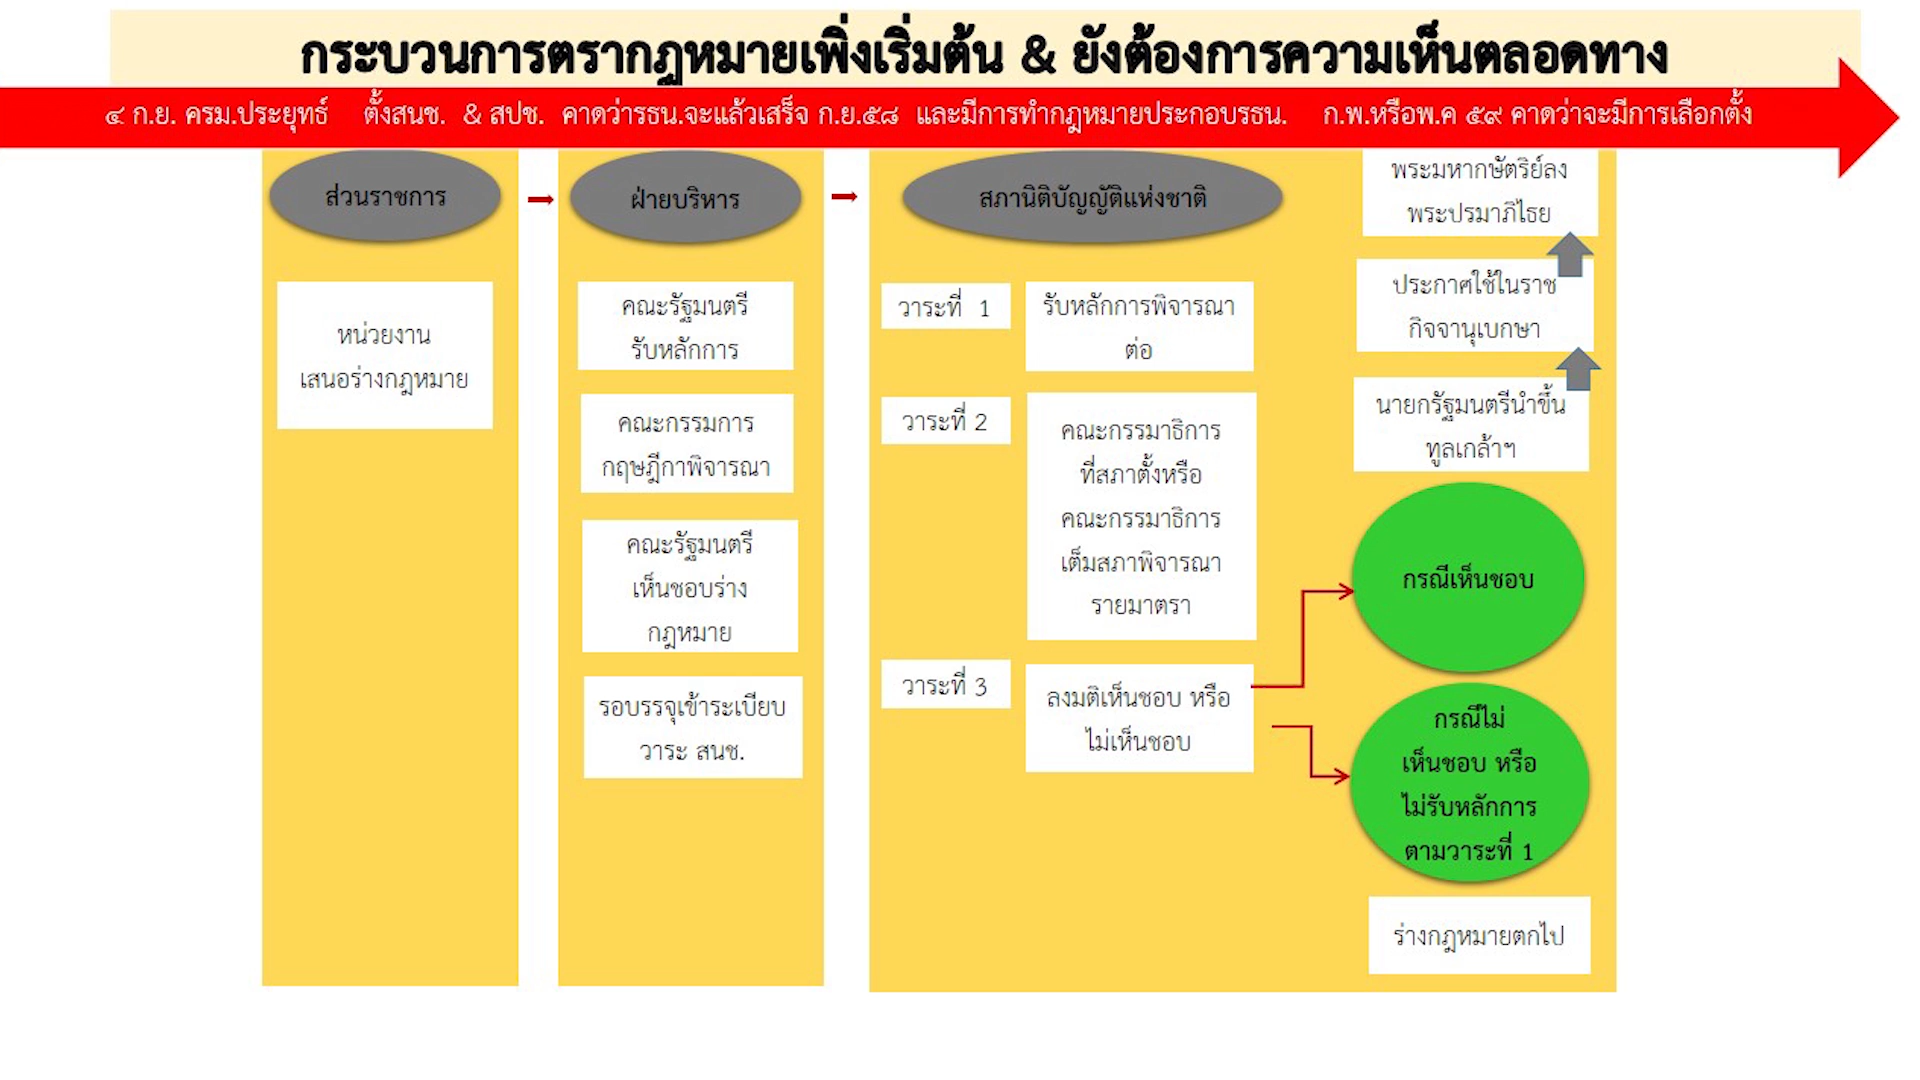 กระบวนการตรากฎหมายเพิ่งเริ่มต้น & ยังต้องการความเห็นตลอดทาง
๔ ก.ย. ครม.ประยุทธ์ ตั้งสนช. & สปช. คาดว่ารธน.จะแล้วเสร็จ ก.ย.๕๘ และมีการทำกฎหมายประกอบรธน. ก.พ.หรือพ.ค ๕๙ คาดว่าจะมีการเลือกตั้ง
ส่วนราชการ
หน่วยงาน
เสนอร่างกฎหมาย
ฝ่ายบริหาร
คณะรัฐมนตรี
รับหลักการ
คณะกรรมการ
กฤษฎีกาพิจารณา
คณะรัฐมนตรี
เห็นชอบร่าง
กฎหมาย
รอบรรจุเข้าระเบียบ
วาระ สนช.
สภานิติบัญญัติแห่งชาติ
วาระที่ 1
รับหลักการพิจารณา
ต่อ
วาระที่ 2
คณะกรรมาธิการ
ที่สภาตั้งหรือ
คณะกรรมาธิการ
เต็มสภาพิจารณา
รายมาตรา
วาระที่ 3
ลงมติเห็นชอบ หรือ
ไม่เห็นชอบ
พระมหากษัตริย์ลง
พระปรมาภิไธย
ประกาศใช้ในราช
กิจจานุเบกษา
นายกรัฐมนตรีนำขึ้น
ทูลเกล้าฯ
กรณีเห็นชอบ
กรณีไม่
เห็นชอบ หรือ
ไม่รับหลักการ
ตามวาระที่ 1
ร่างกฎหมายตกไป